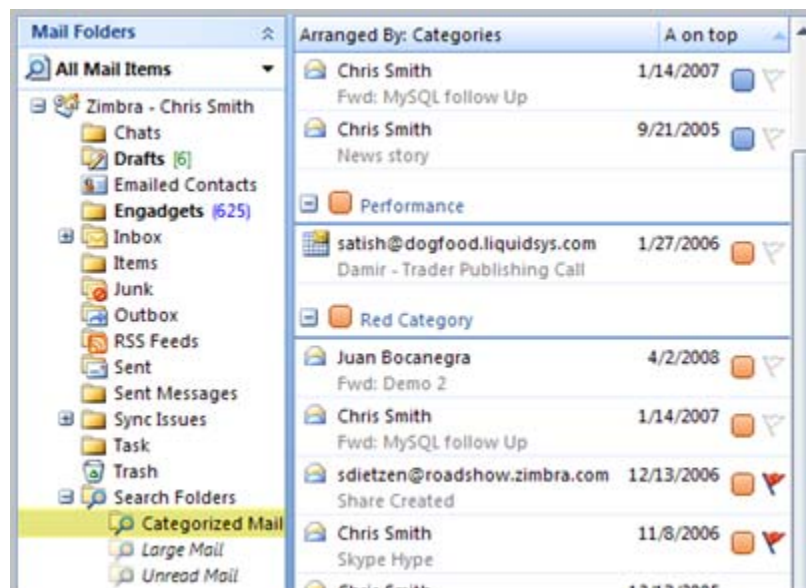 Mail Folders
All Mail Items
Zimbra - Chris Smith
Chats
Drafts [6]
Emailed Contacts
Engadgets (625)
Inbox
Items
Junk
Outbox
RSS Feeds
Sent
Sent Messages
Sync Issues
Task
Trash
Search Folders
Categorized Mail
Large Mail
Unread Mail
Arranged By: Categories A on top
Chris Smith 1/14/2007
Fwd: MySQL follow Up
Chris Smith 9/21/2005
News story
Performance
satish@dogfood.liquidsys.com 1/27/2006
Damir - Trader Publishing Call
Red Category
Juan Bocanegra 4/2/2008
Fwd: Demo 2
Chris Smith 1/14/2007
Fwd: MySQL follow Up
sdietzen@roadshow.zimbra.com 12/13/2006
Share Created
Chris Smith 11/8/2006
Skype Hype